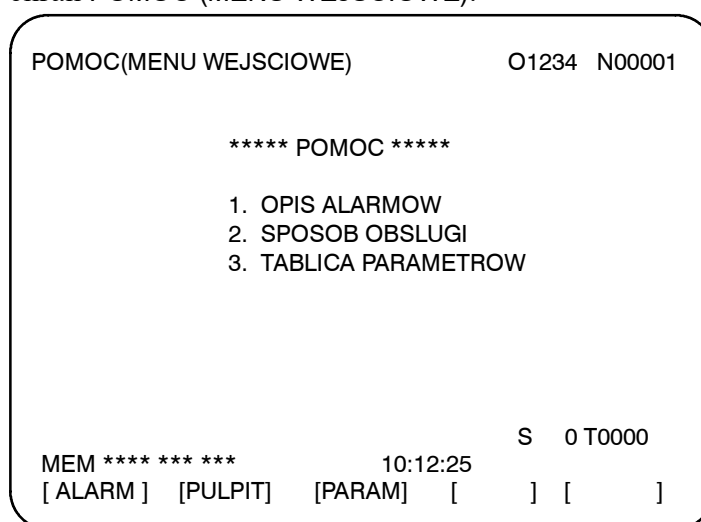 POMOC(MENU WEJSCIOWE) O1234 N00001
***** POMOC *****
1. OPIS ALARMOW
2. SPOSOB OBSLUGI
3. TABLICA PARAMETROW
S 0 T0000
MEM **** *** *** 10:12:25
[ ALARM ] [PULPIT] [PARAM] [ ] [ ]